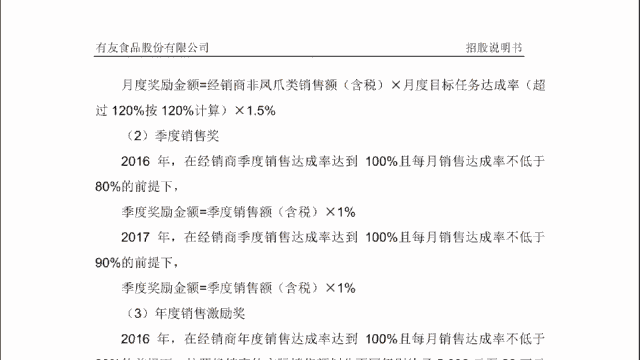 有友食品股份有限公司 招股说明书
月度奖励金额=经销商非凤爪类销售额（含税）×月度目标任务达成率（超
过 120%按 120%计算）×1.5%
（2）季度销售奖
2016 年，在经销商季度销售达成率达到 100%且每月销售达成率不低于
80%的前提下，
季度奖励金额=季度销售额（含税）×1%
2017 年，在经销商季度销售达成率达到 100%且每月销售达成率不低于
90%的前提下，
季度奖励金额=季度销售额（含税）×1%
（3）年度销售激励奖
2016 年，在经销商年度销售达成率达到 100%且每月销售达成率不低于